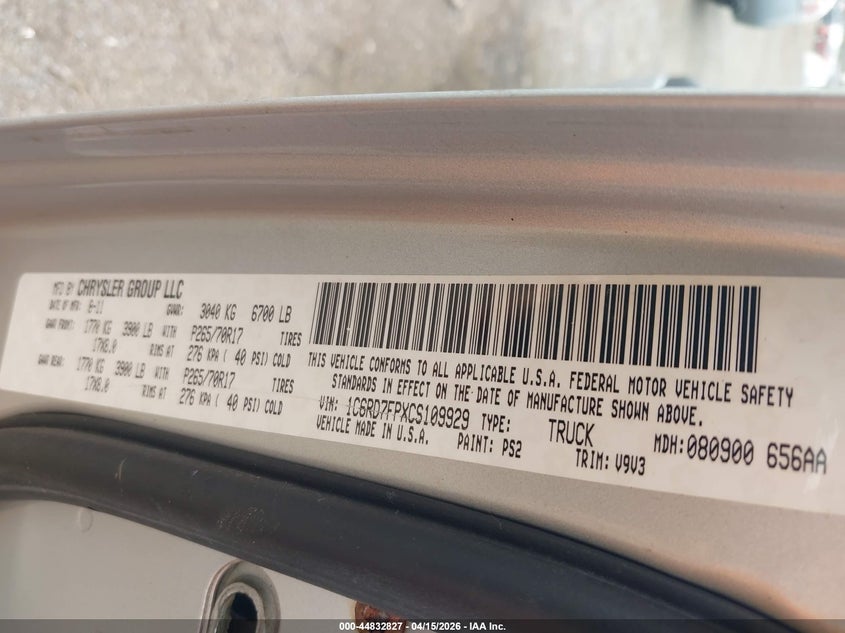 MFD BY CHRYSLER GROUP LLC
DATE OF MFR: 8-11 GVWR: 3040 KG 6700 LB
GAWR FRONT: 1770 KG 3900 LB WITH P265/70R17 TIRES
17X8.0 RIMS AT 276 KPA ( 40 PSI) COLD
GAWR REAR: 1770 KG 3900 LB WITH P265/70R17 TIRES
17X8.0 RIMS AT 276 KPA ( 40 PSI) COLD
THIS VEHICLE CONFORMS TO ALL APPLICABLE U.S.A. FEDERAL MOTOR VEHICLE SAFETY
STANDARDS IN EFFECT ON THE DATE OF MANUFACTURE SHOWN ABOVE.
VIN: 1C6RD7FPXCS109929 TYPE: TRUCK MDH: 080900 656AA
VEHICLE MADE IN U.S.A. PAINT: PS2 TRIM: V9V3
000-44832827 - 04/15/2026 - IAA Inc.